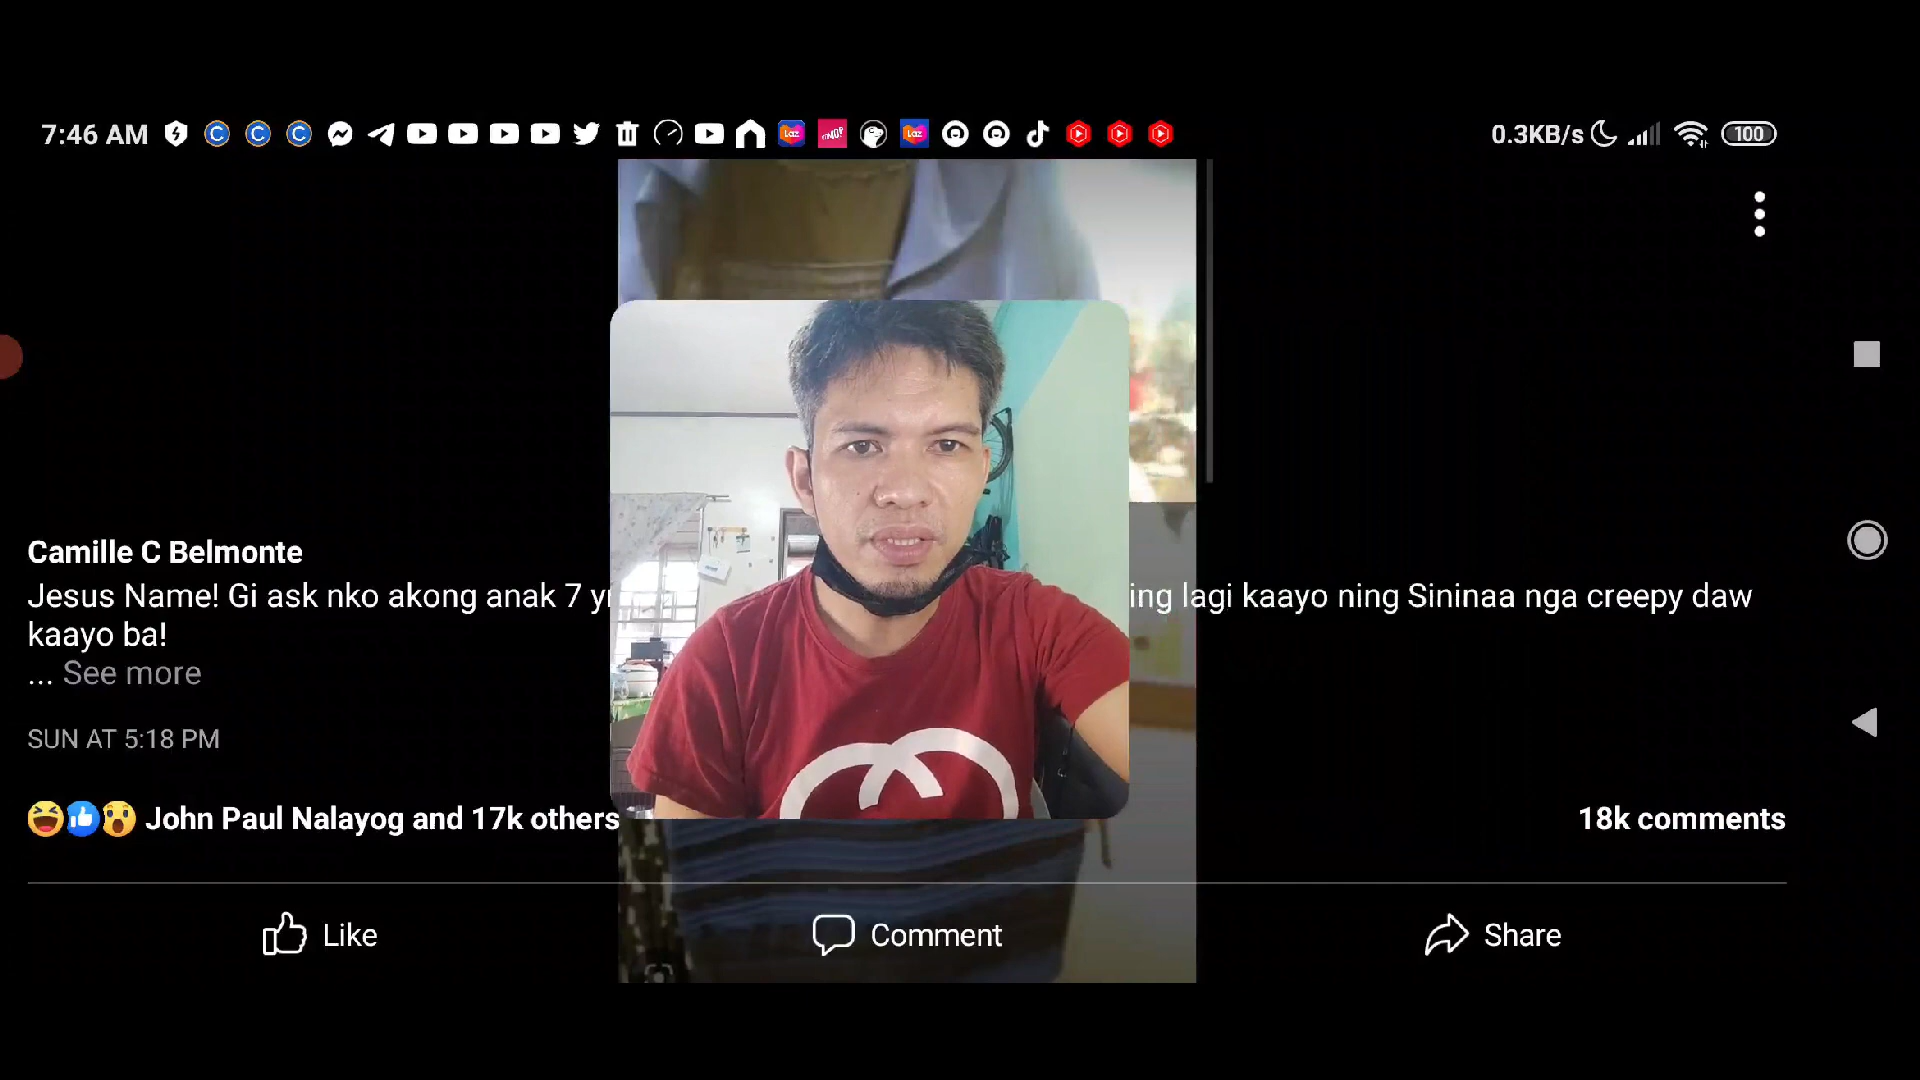 7:46 AM
0.3KB/s
100
Camille C Belmonte
Jesus Name! Gi ask nko akong anak 7 ing lagi kaayo ning Sininaa nga creepy daw
kaayo ba!
... See more
SUN AT 5:18 PM
John Paul Nalayog and 17k others
18k comments
Like
Comment
Share